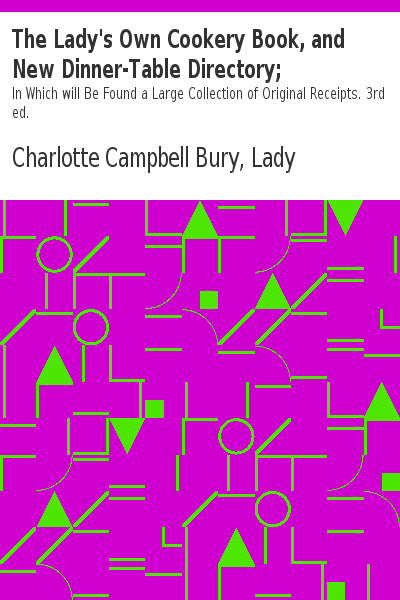 The Lady's Own Cookery Book, and
New Dinner-Table Directory;
In Which will Be Found a Large Collection of Original Receipts. 3rd
ed.
Charlotte Campbell Bury, Lady